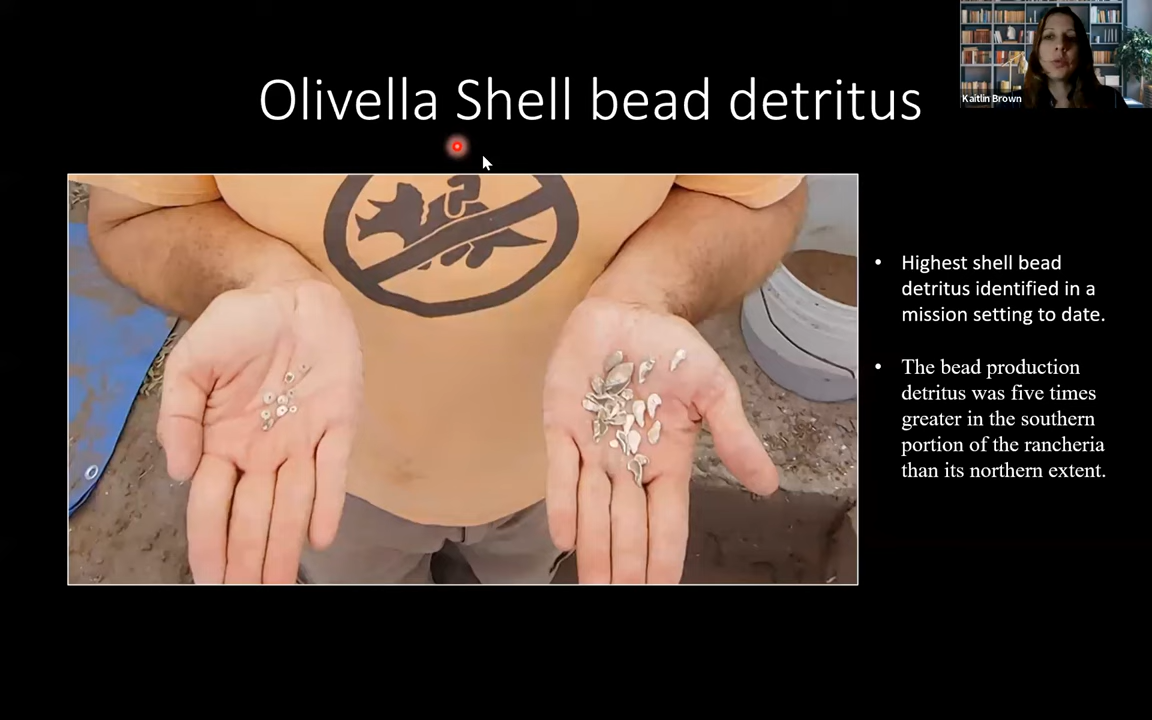 Kaitlin Brown
Olivella Shell bead detritus
• Highest shell bead
detritus identified in a
mission setting to date.
• The bead production
detritus was five times
greater in the southern
portion of the rancheria
than its northern extent.